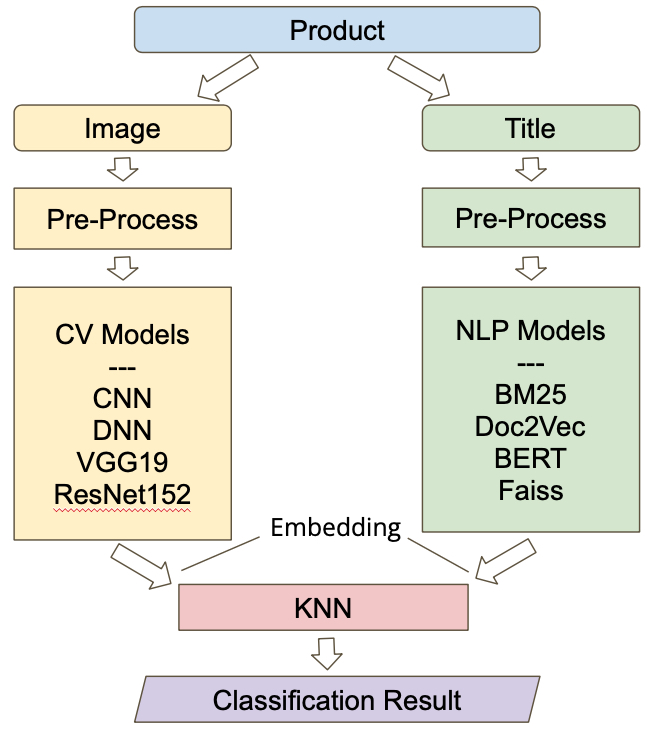 Product
Image
Title
Pre-Process
Pre-Process
CV Models
---
CNN
DNN
VGG19
ResNet152
NLP Models
---
BM25
Doc2Vec
BERT
Faiss
Embedding
KNN
Classification Result